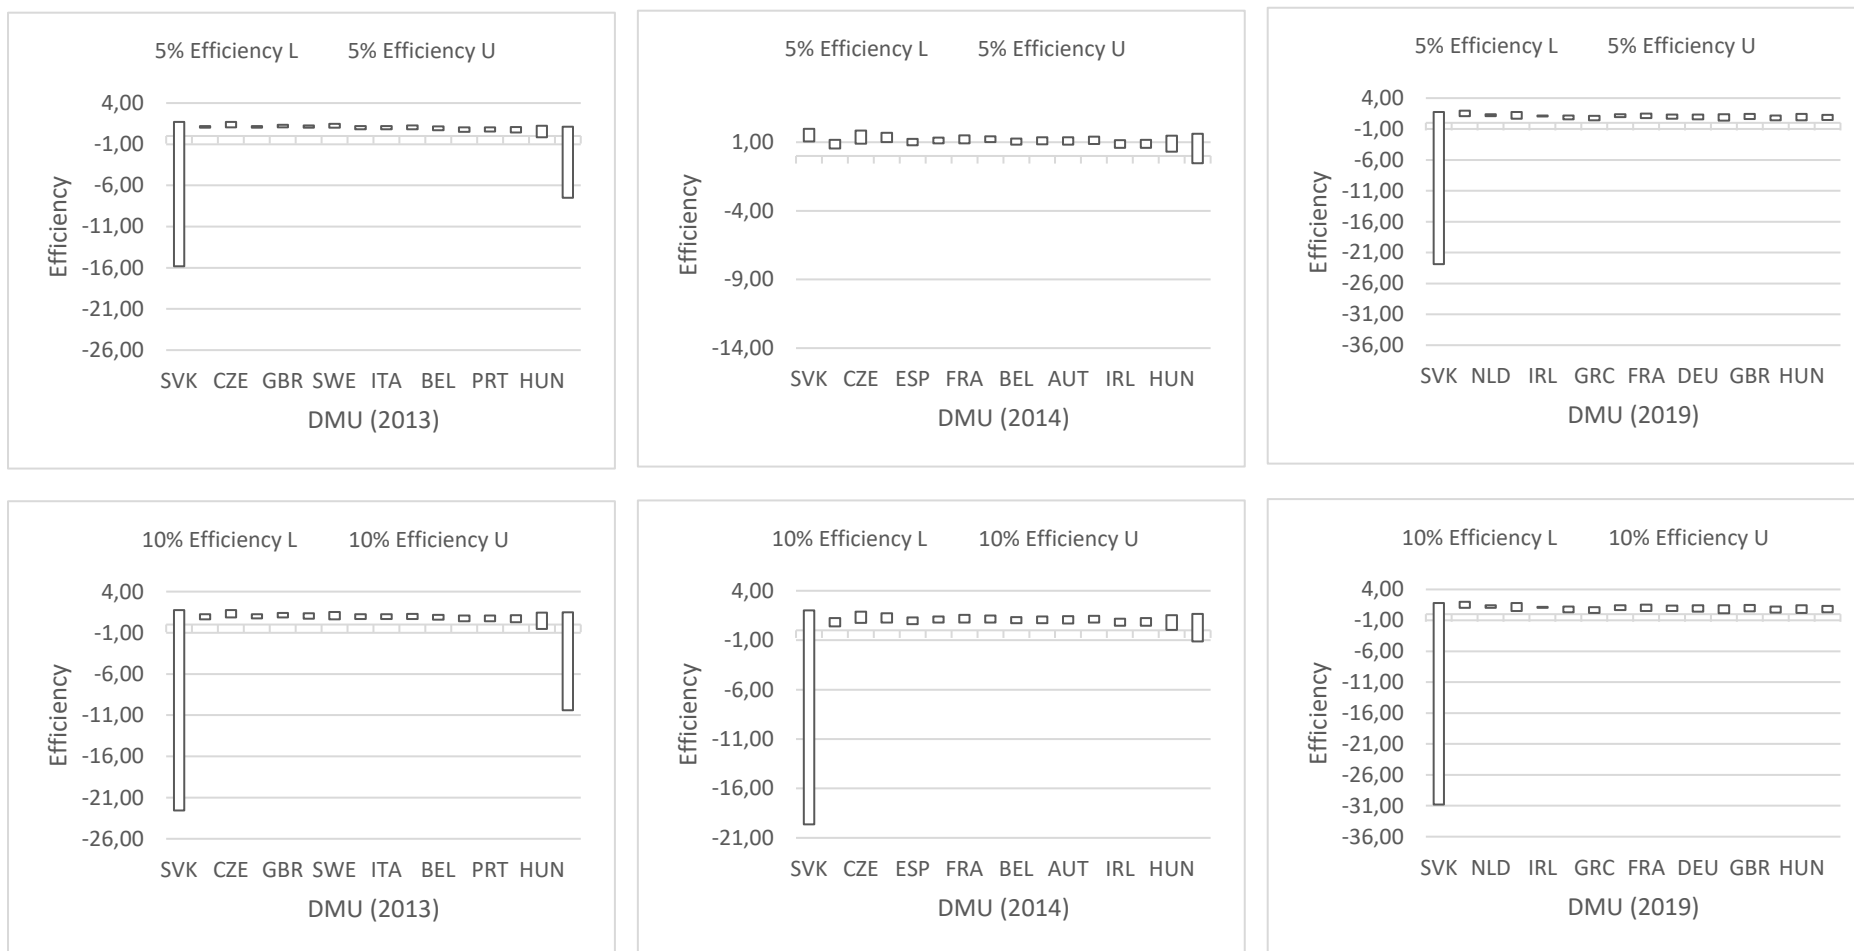 5% Efficiency L 5% Efficiency U
4,00
-1,00
-6,00
-11,00
-16,00
-21,00
-26,00
Efficiency
SVK CZE GBR SWE ITA BEL PRT HUN
DMU (2013)
5% Efficiency L 5% Efficiency U
1,00
-4,00
-9,00
-14,00
Efficiency
SVK CZE ESP FRA BEL AUT IRL HUN
DMU (2014)
5% Efficiency L 5% Efficiency U
4,00
-1,00
-6,00
-11,00
-16,00
-21,00
-26,00
-31,00
-36,00
Efficiency
SVK NLD IRL GRC FRA DEU GBR HUN
DMU (2019)
10% Efficiency L 10% Efficiency U
4,00
-1,00
-6,00
-11,00
-16,00
-21,00
-26,00
Efficiency
SVK CZE GBR SWE ITA BEL PRT HUN
DMU (2013)
10% Efficiency L 10% Efficiency U
4,00
-1,00
-6,00
-11,00
-16,00
-21,00
Efficiency
SVK CZE ESP FRA BEL AUT IRL HUN
DMU (2014)
10% Efficiency L 10% Efficiency U
4,00
-1,00
-6,00
-11,00
-16,00
-21,00
-26,00
-31,00
-36,00
Efficiency
SVK NLD IRL GRC FRA DEU GBR HUN
DMU (2019)